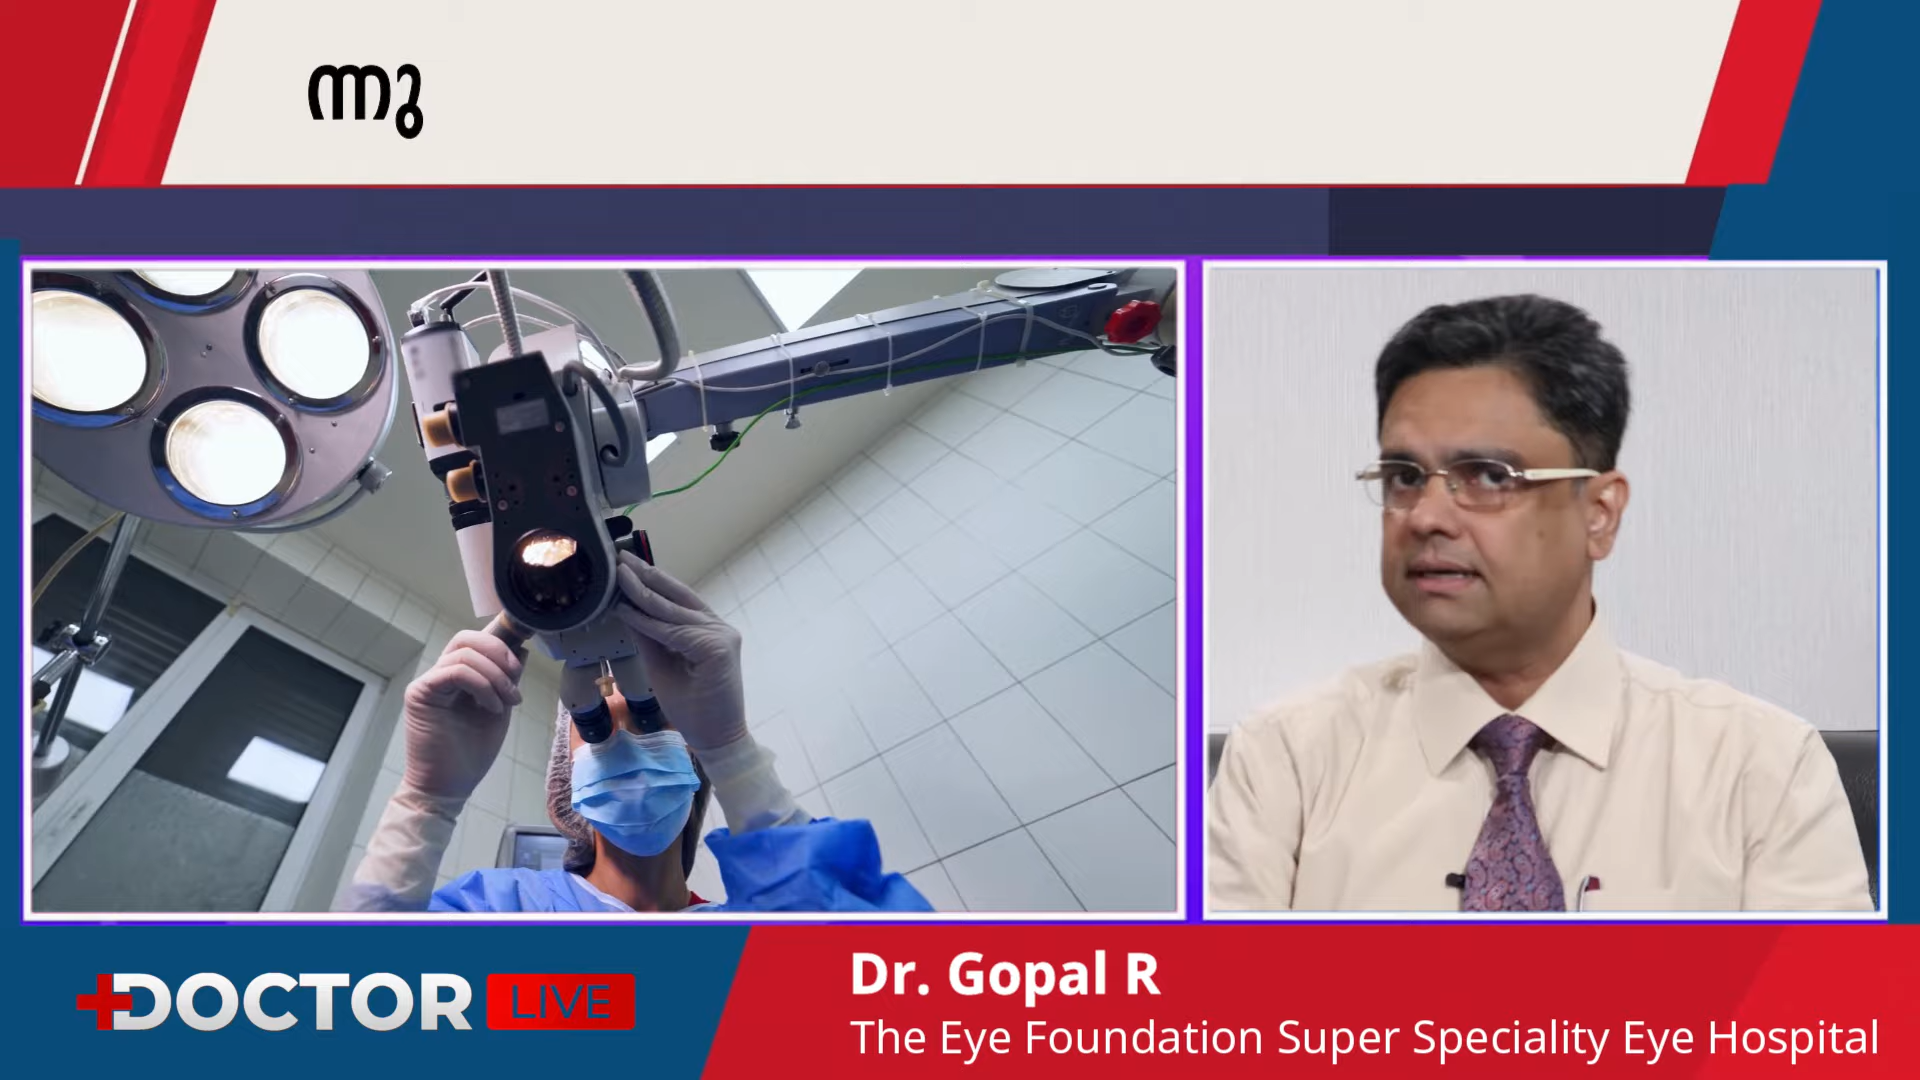 ന്നു
DOCTOR LIVE
Dr. Gopal R
The Eye Foundation Super Speciality Eye Hospital